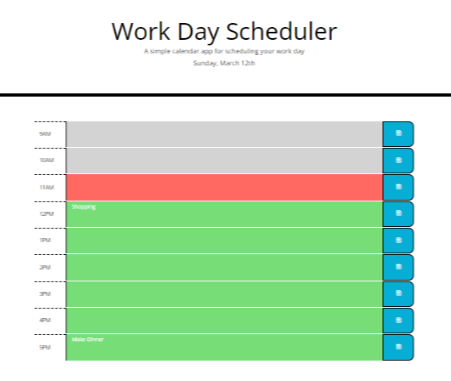 Work Day Scheduler
A simple calendar app for scheduling your work day
Sunday, March 12th
9AM
10AM
11AM
12PM Shopping
1PM
2PM
3PM
4PM
5PM Make Dinner